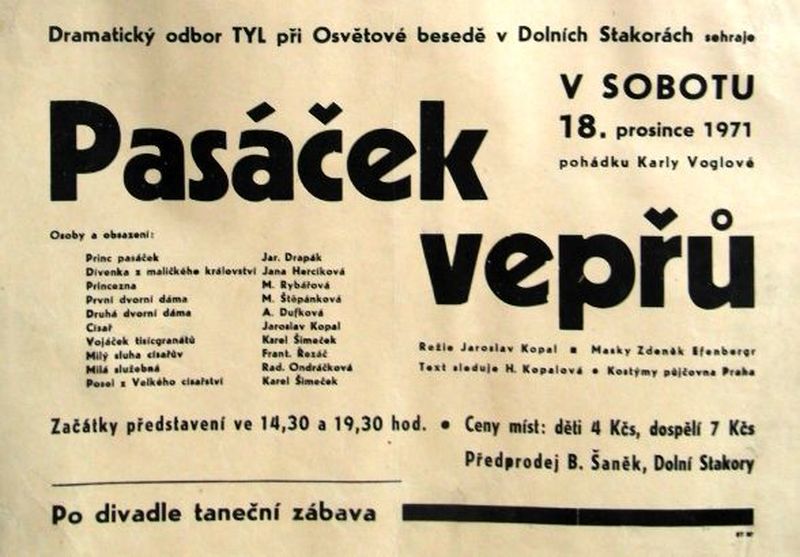 Dramatický odbor TYL při Osvětové besedě v Dolních Stakorách sehraje
V SOBOTU
18. prosince 1971
pohádku Karly Voglové
Pasáček
vepřů
Osoby a obsazení:
Princ pasáček Jar. Drapák
Dívenka z maličkého království Jana Hercíková
Princezna M. Rybářová
První dvorní dáma M. Štěpánková
Druhá dvorní dáma A. Dufková
Císař Jaroslav Kopal
Vojáček tisícgranátů Karel Šimeček
Milý sluha císařův Frant. Řezáč
Milá služebná Rad. Ondráčková
Posel z Velkého císařství Karel Šimeček
Režie Jaroslav Kopal ■ Masky Zdeněk Efenbergr
Text sleduje H. Kopalová ● Kostýmy půjčovna Praha
Začátky představení ve 14,30 a 19,30 hod. ● Ceny míst: děti 4 Kčs, dospělí 7 Kčs
Předprodej B. Šaněk, Dolní Stakory
Po divadle taneční zábava